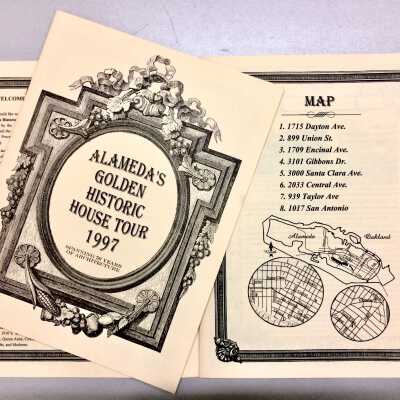 WELCOME
ALAMEDA'S
GOLDEN
HISTORIC
HOUSE TOUR
1997
OF ARCHITECTURE
MAP
1. 1715 Dayton Ave.
2. 899 Union St.
3. 1709 Encinal Ave.
4. 3101 Gibbons Dr.
5. 3000 Santa Clara Ave.
6. 2033 Central Ave.
7. 939 Taylor Ave
8. 1017 San Antonio
Alameda
Oakland